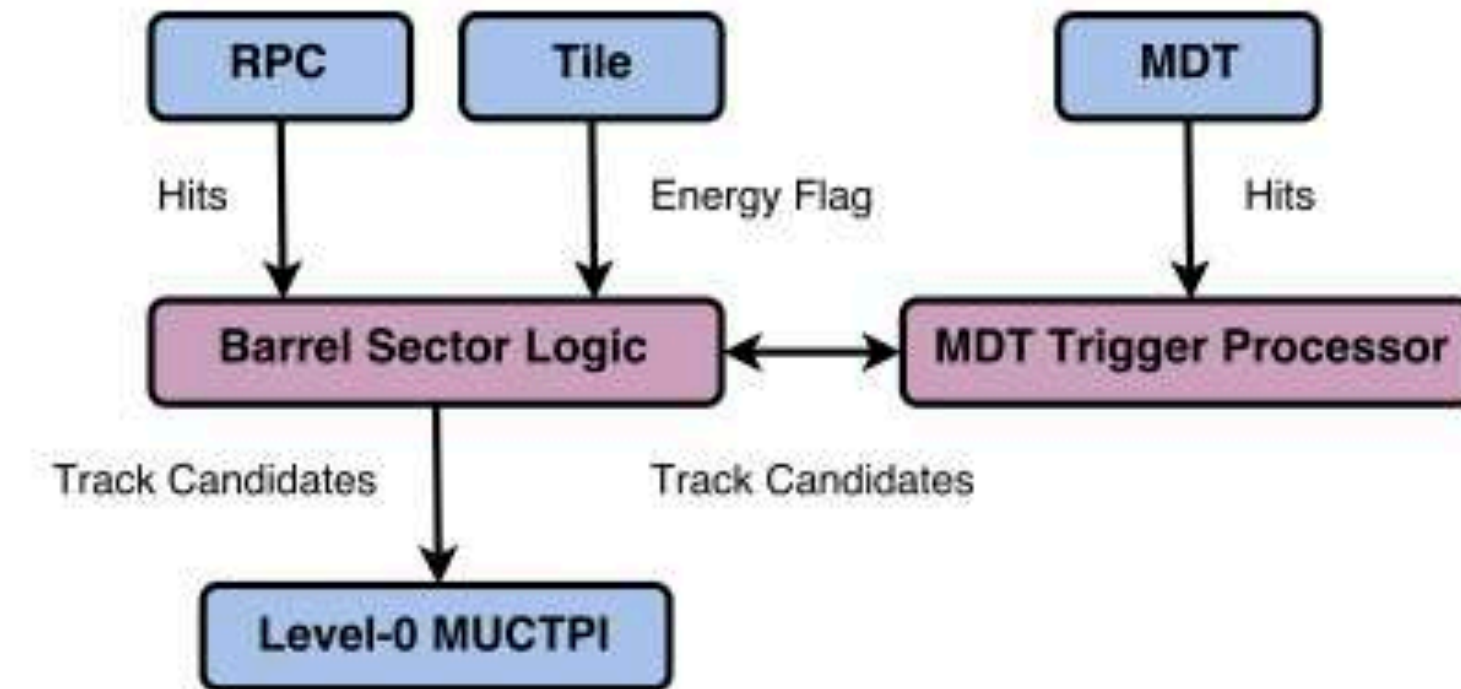 RPC
Tile
MDT
Hits
Energy Flag
Hits
Barrel Sector Logic
MDT Trigger Processor
Track Candidates
Track Candidates
Level-0 MUCTPI